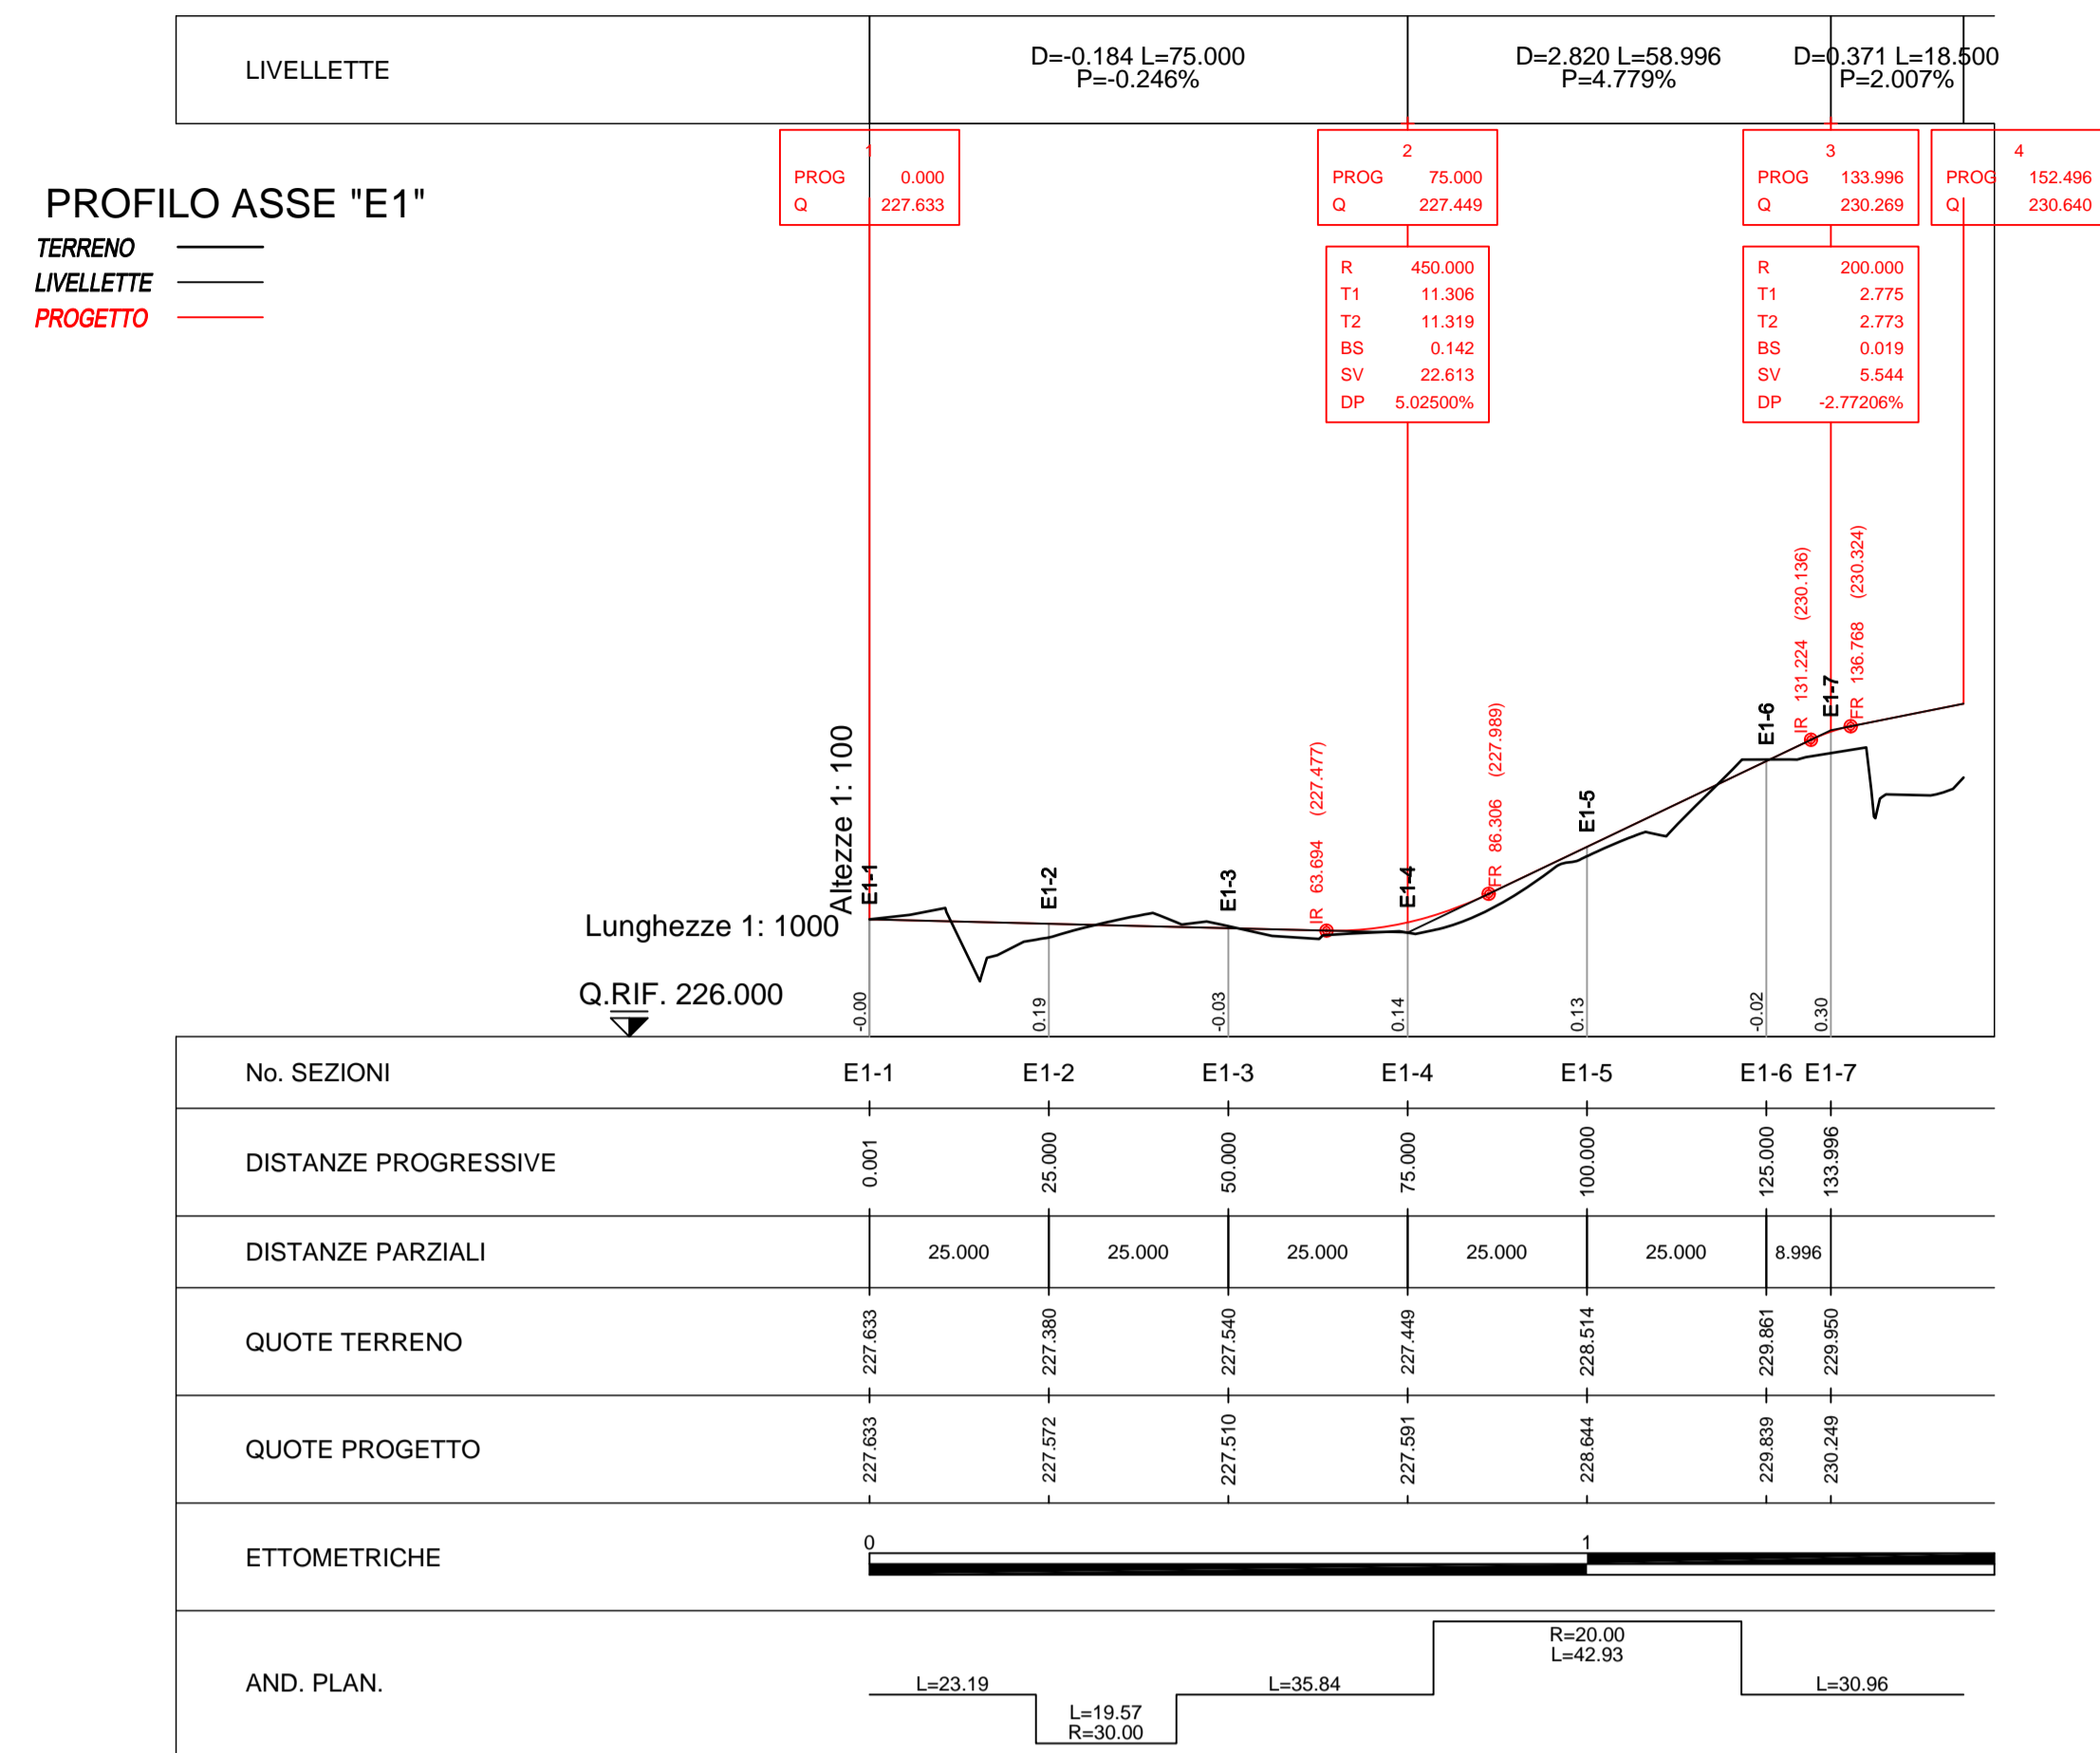 LIVELLETTE
D=-0.184 L=75.000
P=-0.246%
D=2.820 L=58.996
P=4.779%
D=0.371 L=18.500
P=2.007%
PROFILO ASSE "E1"
TERRENO
LIVELLETTE
PROGETTO
1
PROG 0.000
Q 227.633
2
PROG 75.000
Q 227.449
R 450.000
T1 11.306
T2 11.319
BS 0.142
SV 22.613
DP 5.02500%
3
PROG 133.996
Q 230.269
R 200.000
T1 2.775
T2 2.773
BS 0.019
SV 5.544
DP -2.77206%
4
PROG 152.496
Q 230.640
Altezze 1: 100
Lunghezze 1: 1000
Q.RIF. 226.000
E1-1
E1-2
E1-3
IR 63.694 (227.477)
E1-4
FR 86.306 (227.989)
E1-5
E1-6
IR 131.224 (230.136)
E1-7
FR 136.768 (230.324)
-0.00
0.19
-0.03
0.14
0.13
-0.02
0.30
No. SEZIONI E1-1 E1-2 E1-3 E1-4 E1-5 E1-6 E1-7
DISTANZE PROGRESSIVE 0.001 25.000 50.000 75.000 100.000 125.000 133.996
DISTANZE PARZIALI 25.000 25.000 25.000 25.000 25.000 8.996
QUOTE TERRENO 227.633 227.380 227.540 227.449 228.514 229.861 229.950
QUOTE PROGETTO 227.633 227.572 227.510 227.591 228.644 229.839 230.249
ETTOMETRICHE 0 1
AND. PLAN.
L=23.19
L=19.57
R=30.00
L=35.84
R=20.00
L=42.93
L=30.96